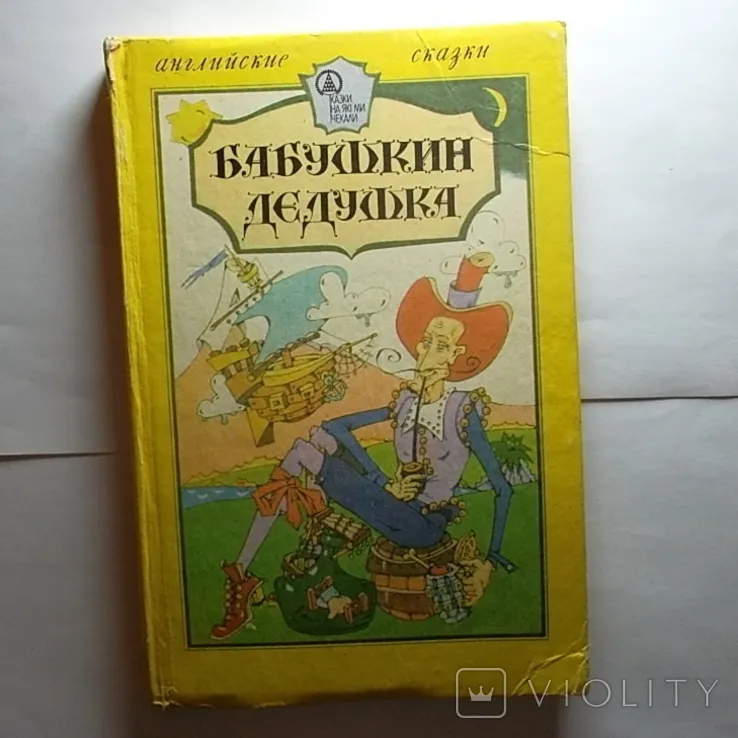 английские сказки
КАЗКИ,
НА ЯКІ МИ
ЧЕКАЛИ
БАБУШКИН
ДЕДУШКА
VIOLITY